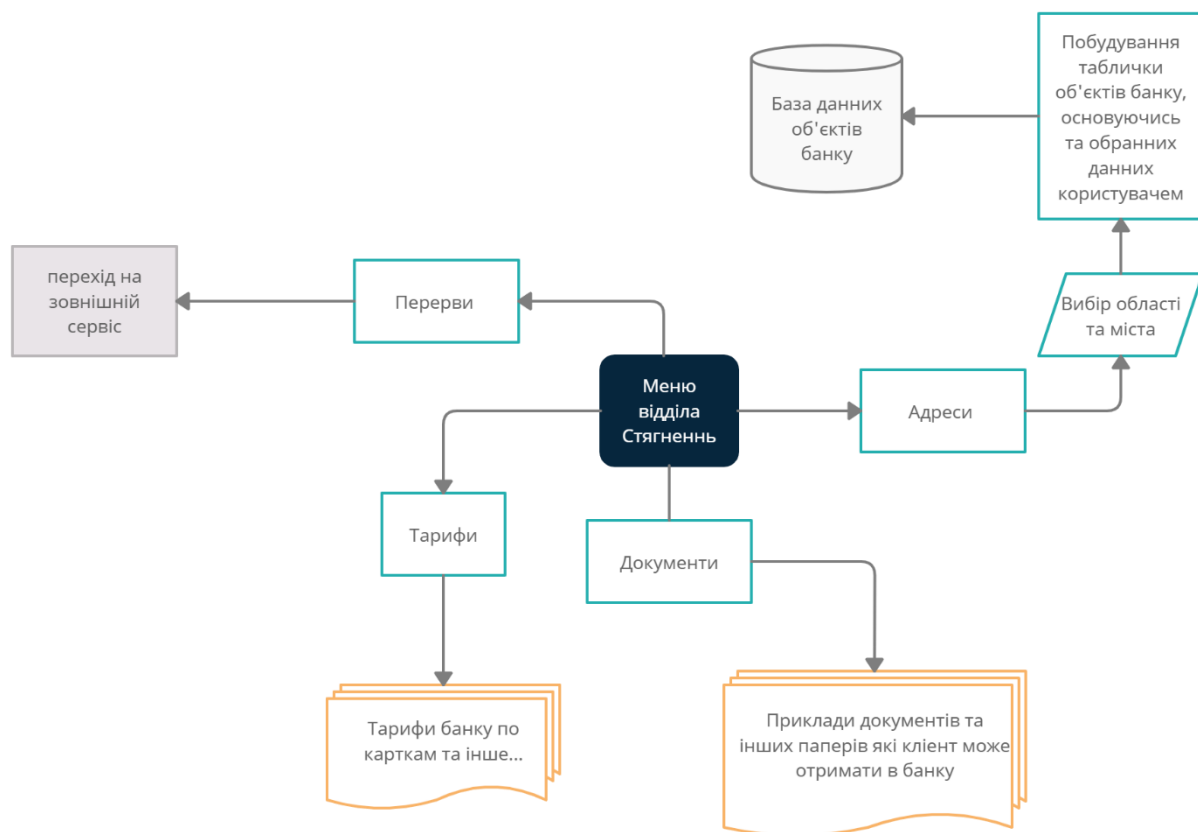 Побудування
таблички
об'єктів банку,
основуючись
та обранних
данних
користувачем
База данних
об'єктів
банку
перехід на
зовнішній
сервіс
Перерви
Вибір області
та міста
Меню
відділа
Стягненнь
Адреси
Тарифи
Документи
Тарифи банку по
карткам та інше...
Приклади документів та
інших паперів які клієнт може
отримати в банку